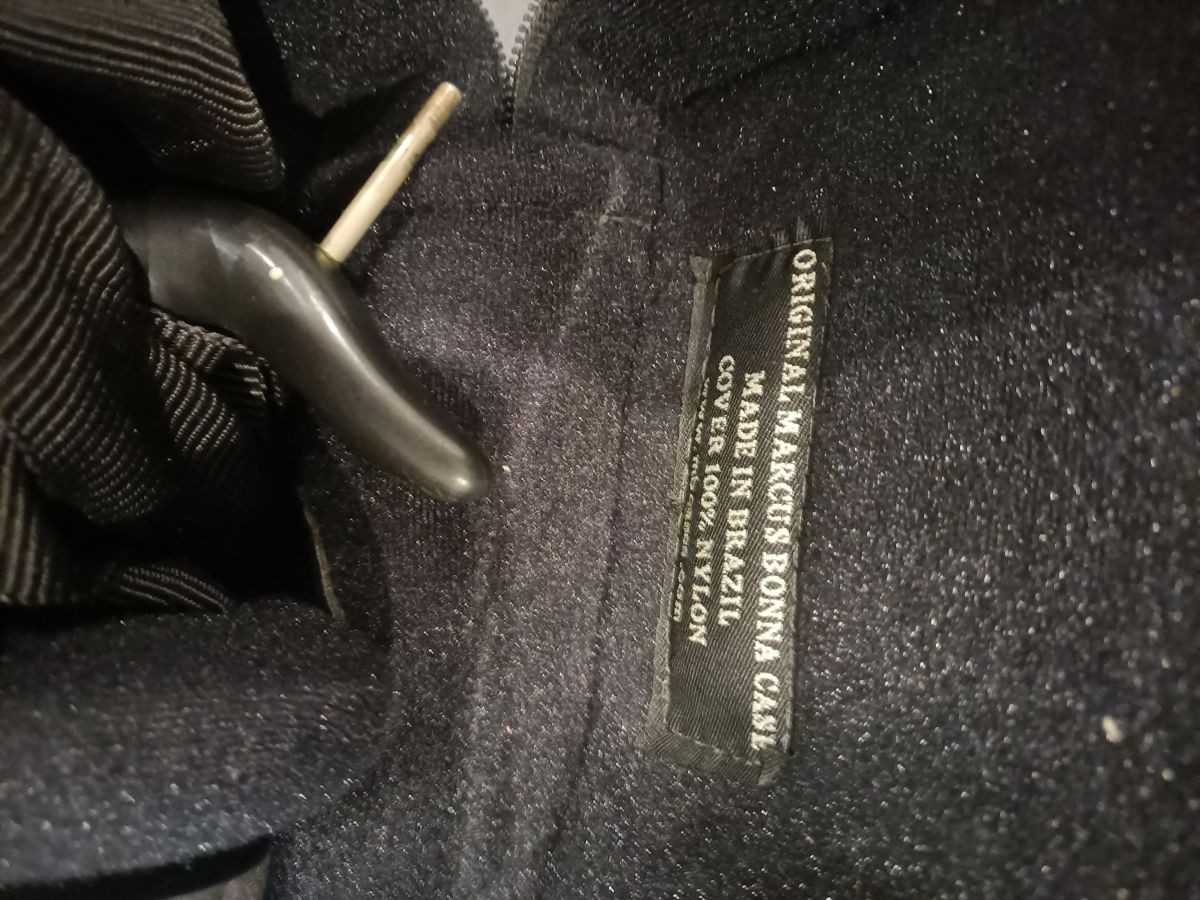 ORIGINAL MARCUS BONNA CASE
MADE IN BRAZIL
COVER 100% NYLON